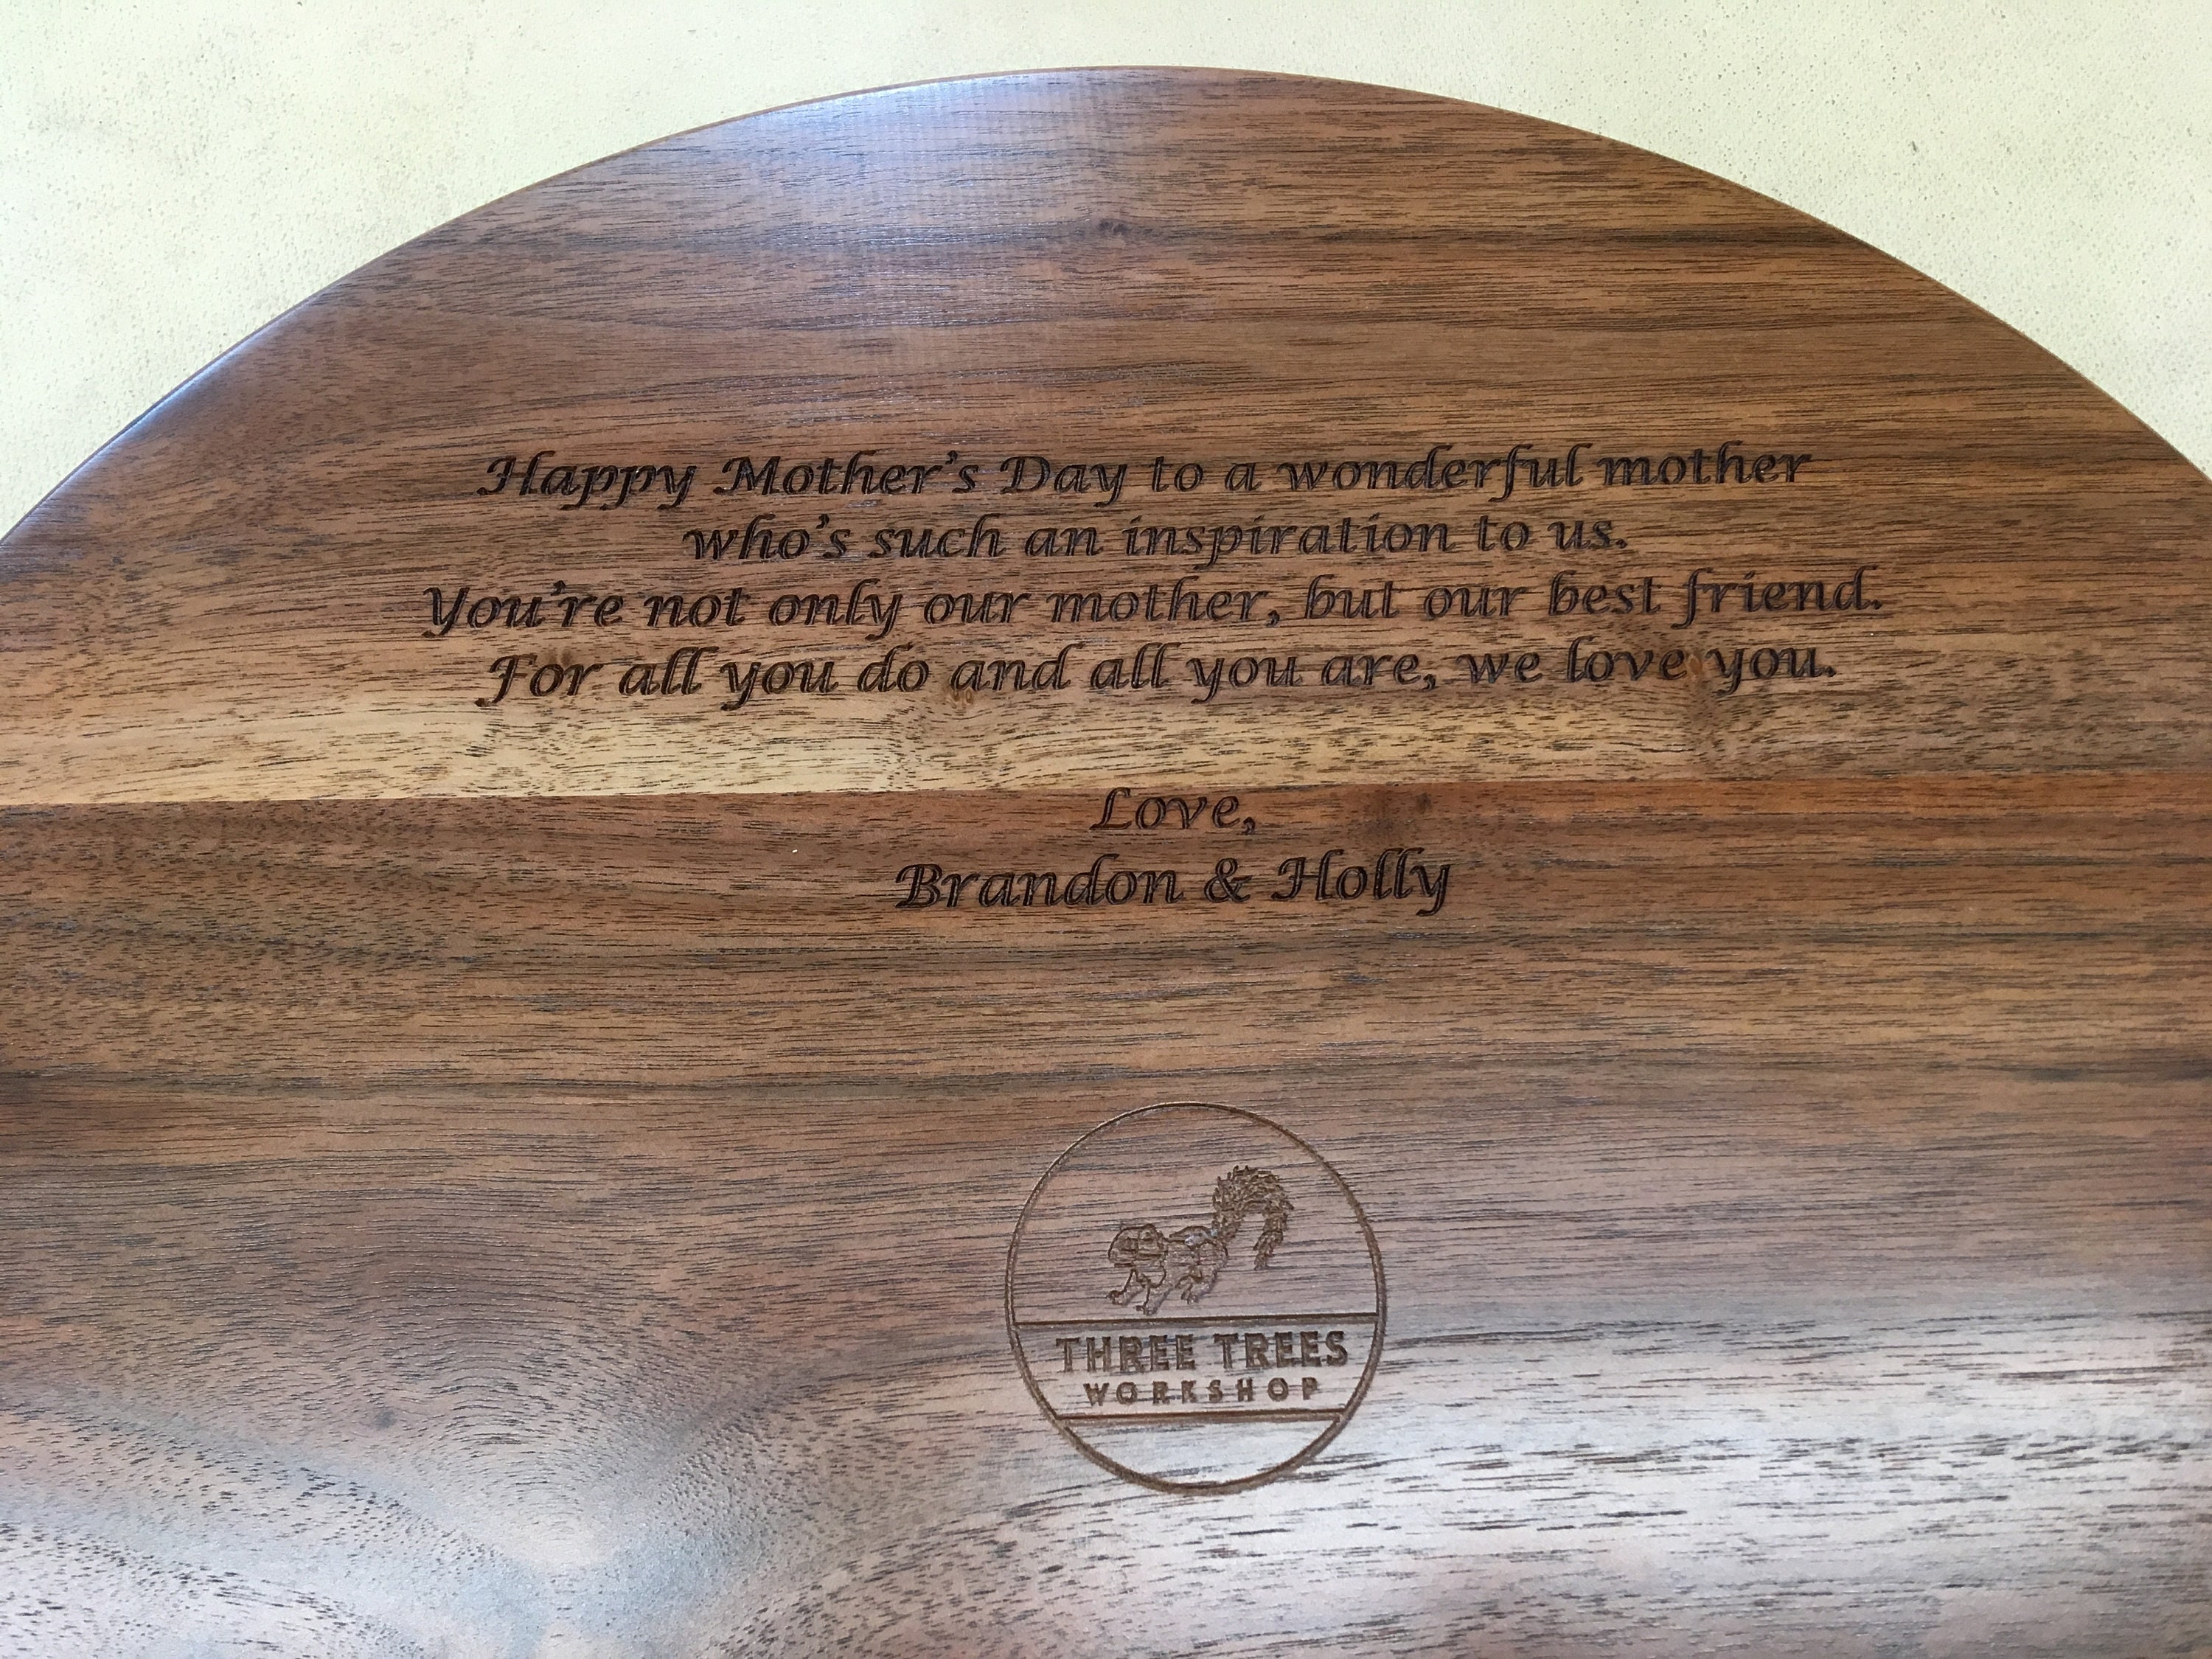 Happy Mother's Day to a wonderful mother
who's such an inspiration to us.
You're not only our mother, but our best friend.
For all you do and all you are, we love you.
Love,
Brandon & Holly
THREE TREES
WORKSHOP